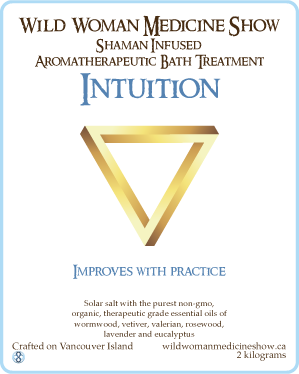 Wild Woman Medicine Show
Shaman Infused
Aromatherapeutic Bath Treatment
Intuition
Improves with practice
Solar salt with the purest non-gmo,
organic, therapeutic grade essential oils of
wormwood, vetiver, valerian, rosewood,
lavender and eucalyptus
Crafted on Vancouver Island wildwomanmedicineshow.ca
2 kilograms